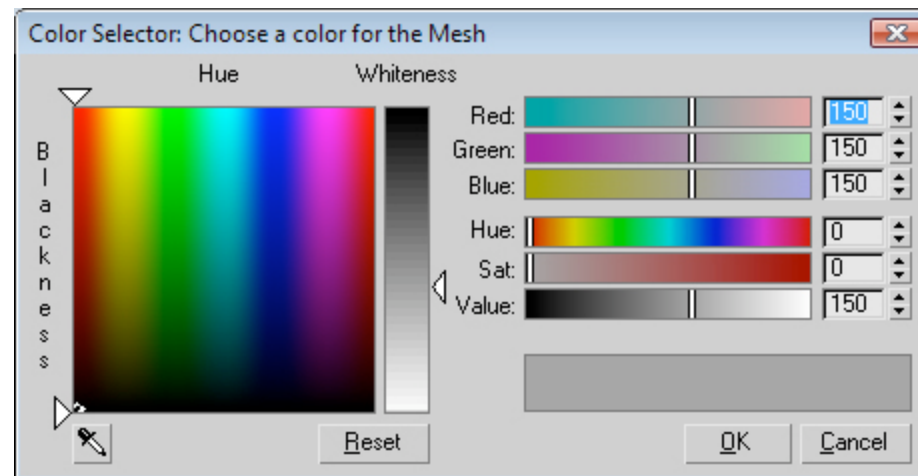 Color Selector: Choose a color for the Mesh
Hue Whiteness
Blackness
Red: 150
Green: 150
Blue: 150
Hue: 0
Sat: 0
Value: 150
Reset OK Cancel